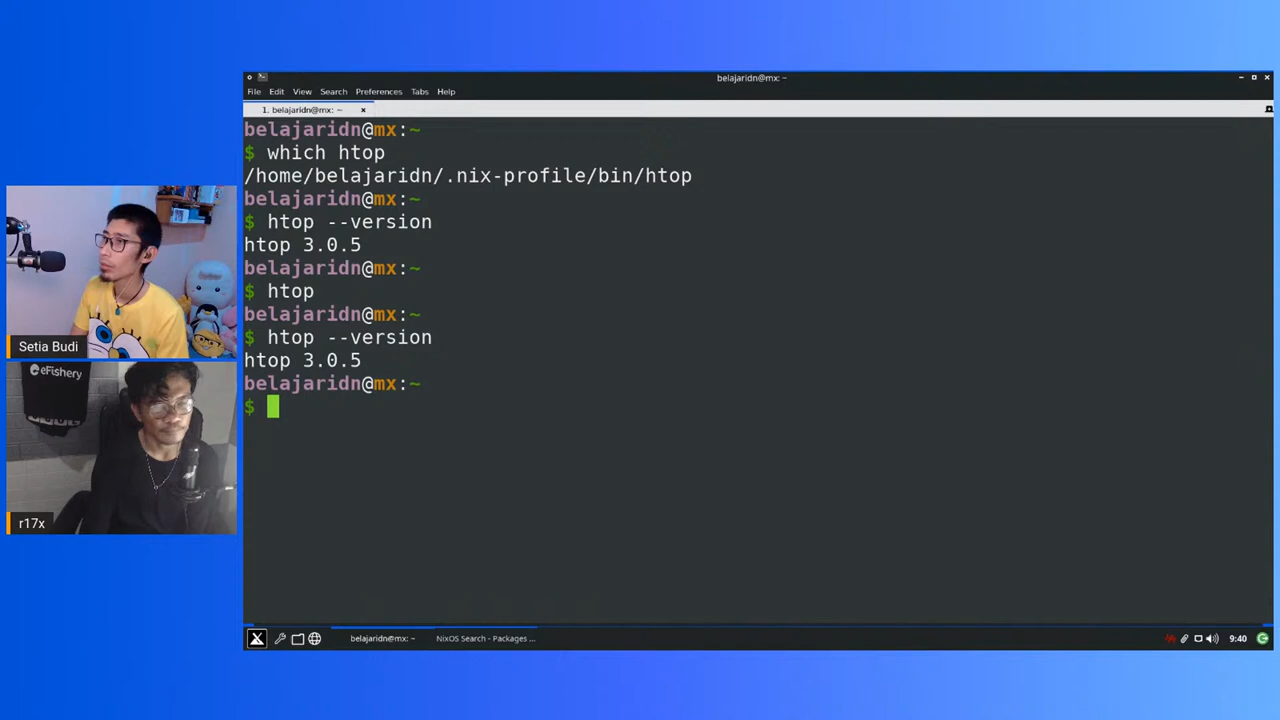 belajaridn@mx: ~
File Edit View Search Preferences Tabs Help
1. belajaridn@mx: ~ x
belajaridn@mx:~
$ which htop
/home/belajaridn/.nix-profile/bin/htop
belajaridn@mx:~
$ htop --version
htop 3.0.5
belajaridn@mx:~
$ htop
belajaridn@mx:~
$ htop --version
htop 3.0.5
belajaridn@mx:~
$
Setia Budi
eFishery
r17x
belajaridn@mx: ~
NixOS Search - Packages ...
9:40